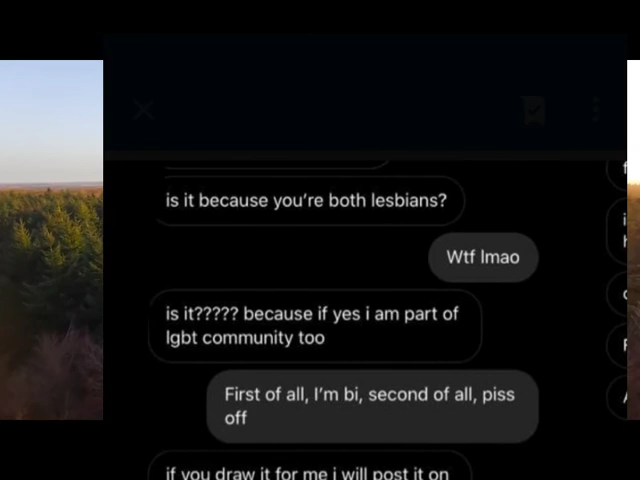 is it because you're both lesbians?
Wtf lmao
is it????? because if yes i am part of
lgbt community too
First of all, I'm bi, second of all, piss
off
if you draw it for me i will post it on